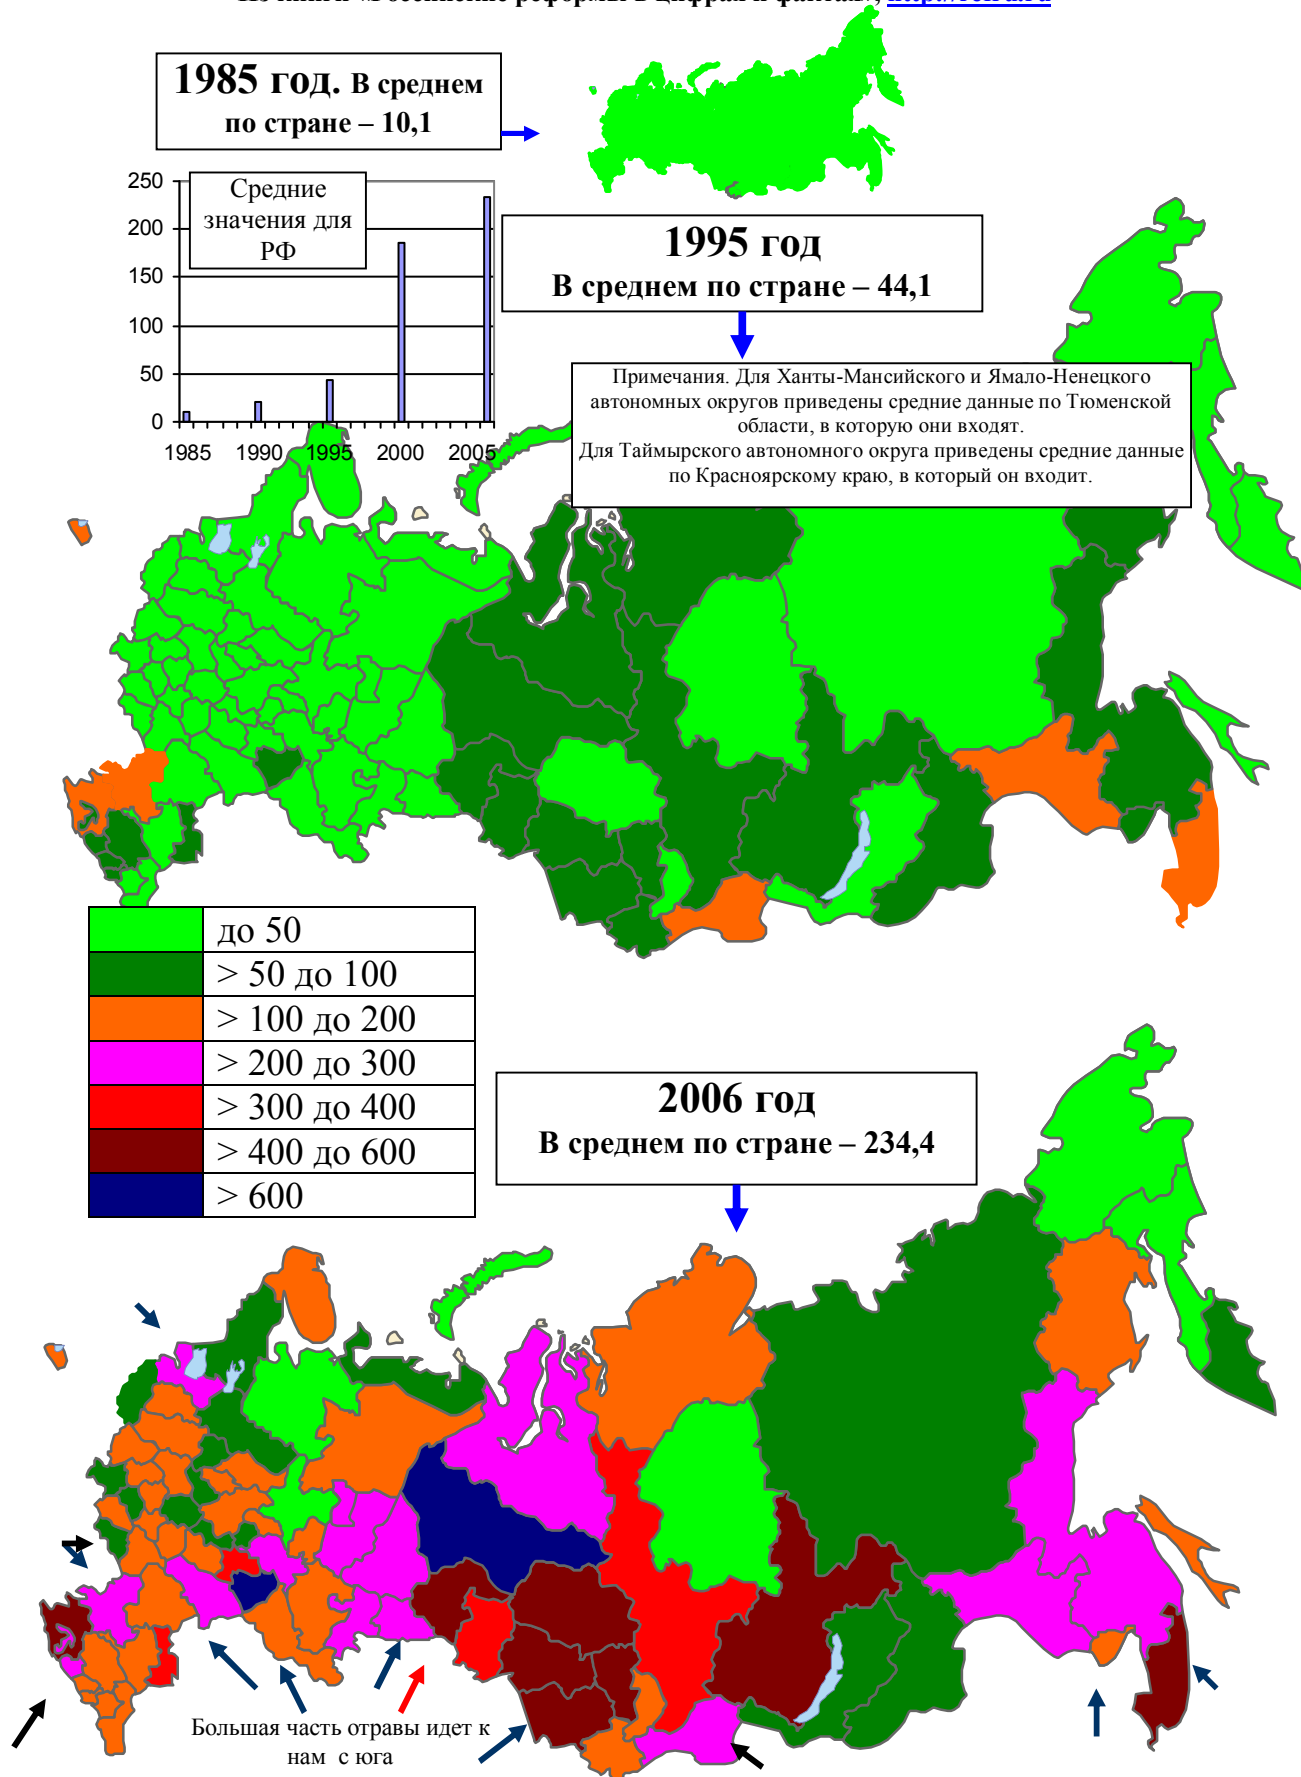 1985 год. В среднем
по стране – 10,1
250
200
150
100
50
0
Средние
значения для
РФ
1985 1990 1995 2000 2005
1995 год
В среднем по стране – 44,1
Примечания. Для Ханты-Мансийского и Ямало-Ненецкого
автономных округов приведены средние данные по Тюменской
области, в которую они входят.
Для Таймырского автономного округа приведены средние данные
по Красноярскому краю, в который он входит.
до 50
> 50 до 100
> 100 до 200
> 200 до 300
> 300 до 400
> 400 до 600
> 600
2006 год
В среднем по стране – 234,4
Большая часть отравы идет к
нам с юга